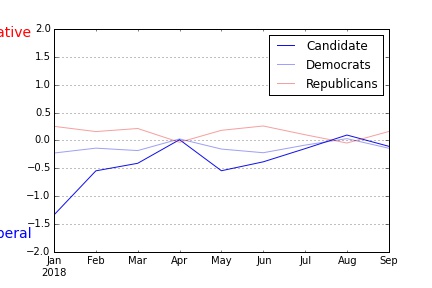 2.0
ative
Candidate
1.5
Democrats
1.0
Republicans
0.5
0.0
−0.5
−1.0
−1.5
eral
−2.0
Jan Feb Mar Apr May Jun Jul Aug Sep
2018